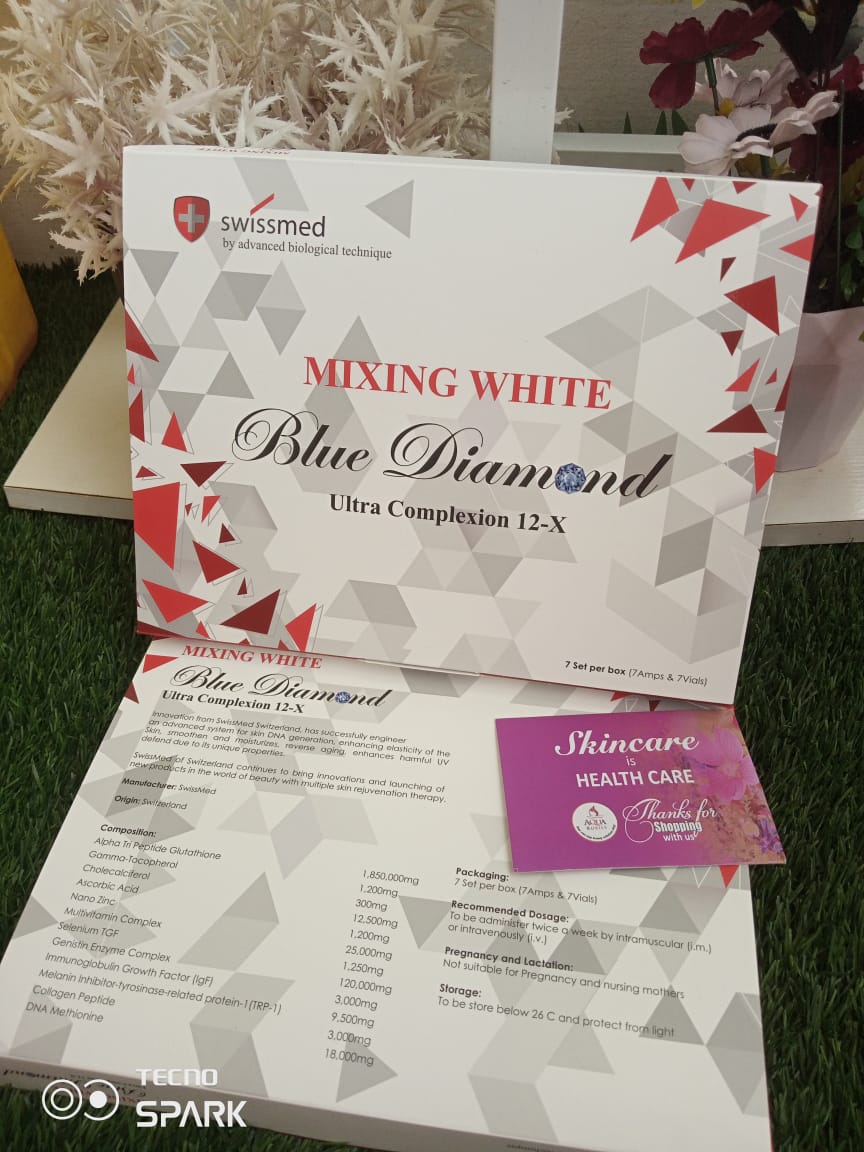 swissmed
by advanced biological technique
MIXING WHITE
Blue Diamond
Ultra Complexion 12-X
7 Set per box (7Amps & 7Vials)
MIXING WHITE
Blue Diamond
Ultra Complexion 12-X
Innovation from SwissMed Switzerland, has successfully engineer
an advanced system for skin DNA generation, enhancing elasticity of the
Skin, smoothen and moisturizes, reverse aging, enhances harmful UV
defend due to its unique properties.
SwissMed of Switzerland continues to bring innovations and launching of
new products in the world of beauty with multiple skin rejuvenation therapy.
Manufacturer: SwissMed
Origin: Switzerland
Composition:
Alpha Tri Peptide Glutathione
Gamma-Tocopherol
Cholecalciferol
Ascorbic Acid
Nano Zinc
Multivitamin Complex
Selenium TGF
Genistin Enzyme Complex
Immunoglobulin Growth Factor (IgF)
Melanin Inhibitor-tyrosinase-related protein-1(TRP-1)
Collagen Peptide
DNA Methionine
1,850,000mg
1,200mg
300mg
12,500mg
1,200mg
25,000mg
1,250mg
120,000mg
3,000mg
9,500mg
3,000mg
18,000mg
Packaging:
7 Set per box (7Amps & 7Vials)
Recommended Dosage:
To be administer twice a week by intramuscular (i.m.)
or intravenously (i.v.)
Pregnancy and Lactation:
Not suitable for Pregnancy and nursing mothers
Storage:
To be store below 26 C and protect from light
Skincare
is
HEALTH CARE
AQUA
Thanks for
Shopping
with us
TECNO
SPARK